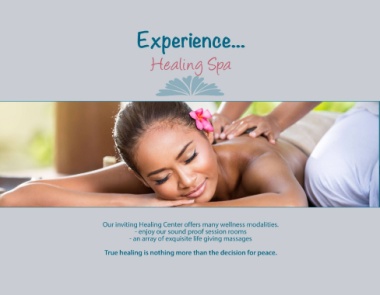 Experience...
Healing Spa
Our inviting Healing Center offers many wellness modalities.
- enjoy our sound proof session rooms
- an array of exquisite life giving massages
True healing is nothing more than the decision for peace.